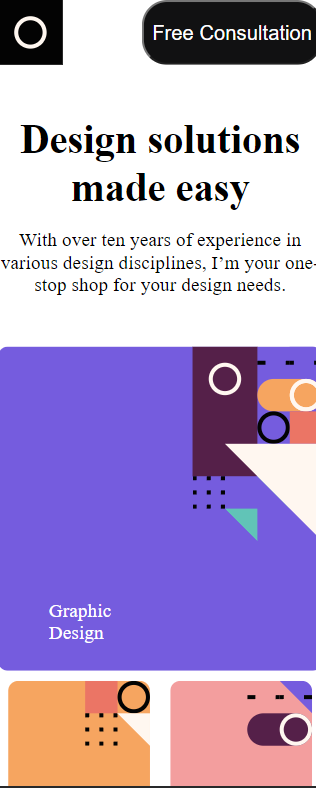 Free Consultation
Design solutions
made easy
With over ten years of experience in
various design disciplines, I’m your one-
stop shop for your design needs.
Graphic
Design